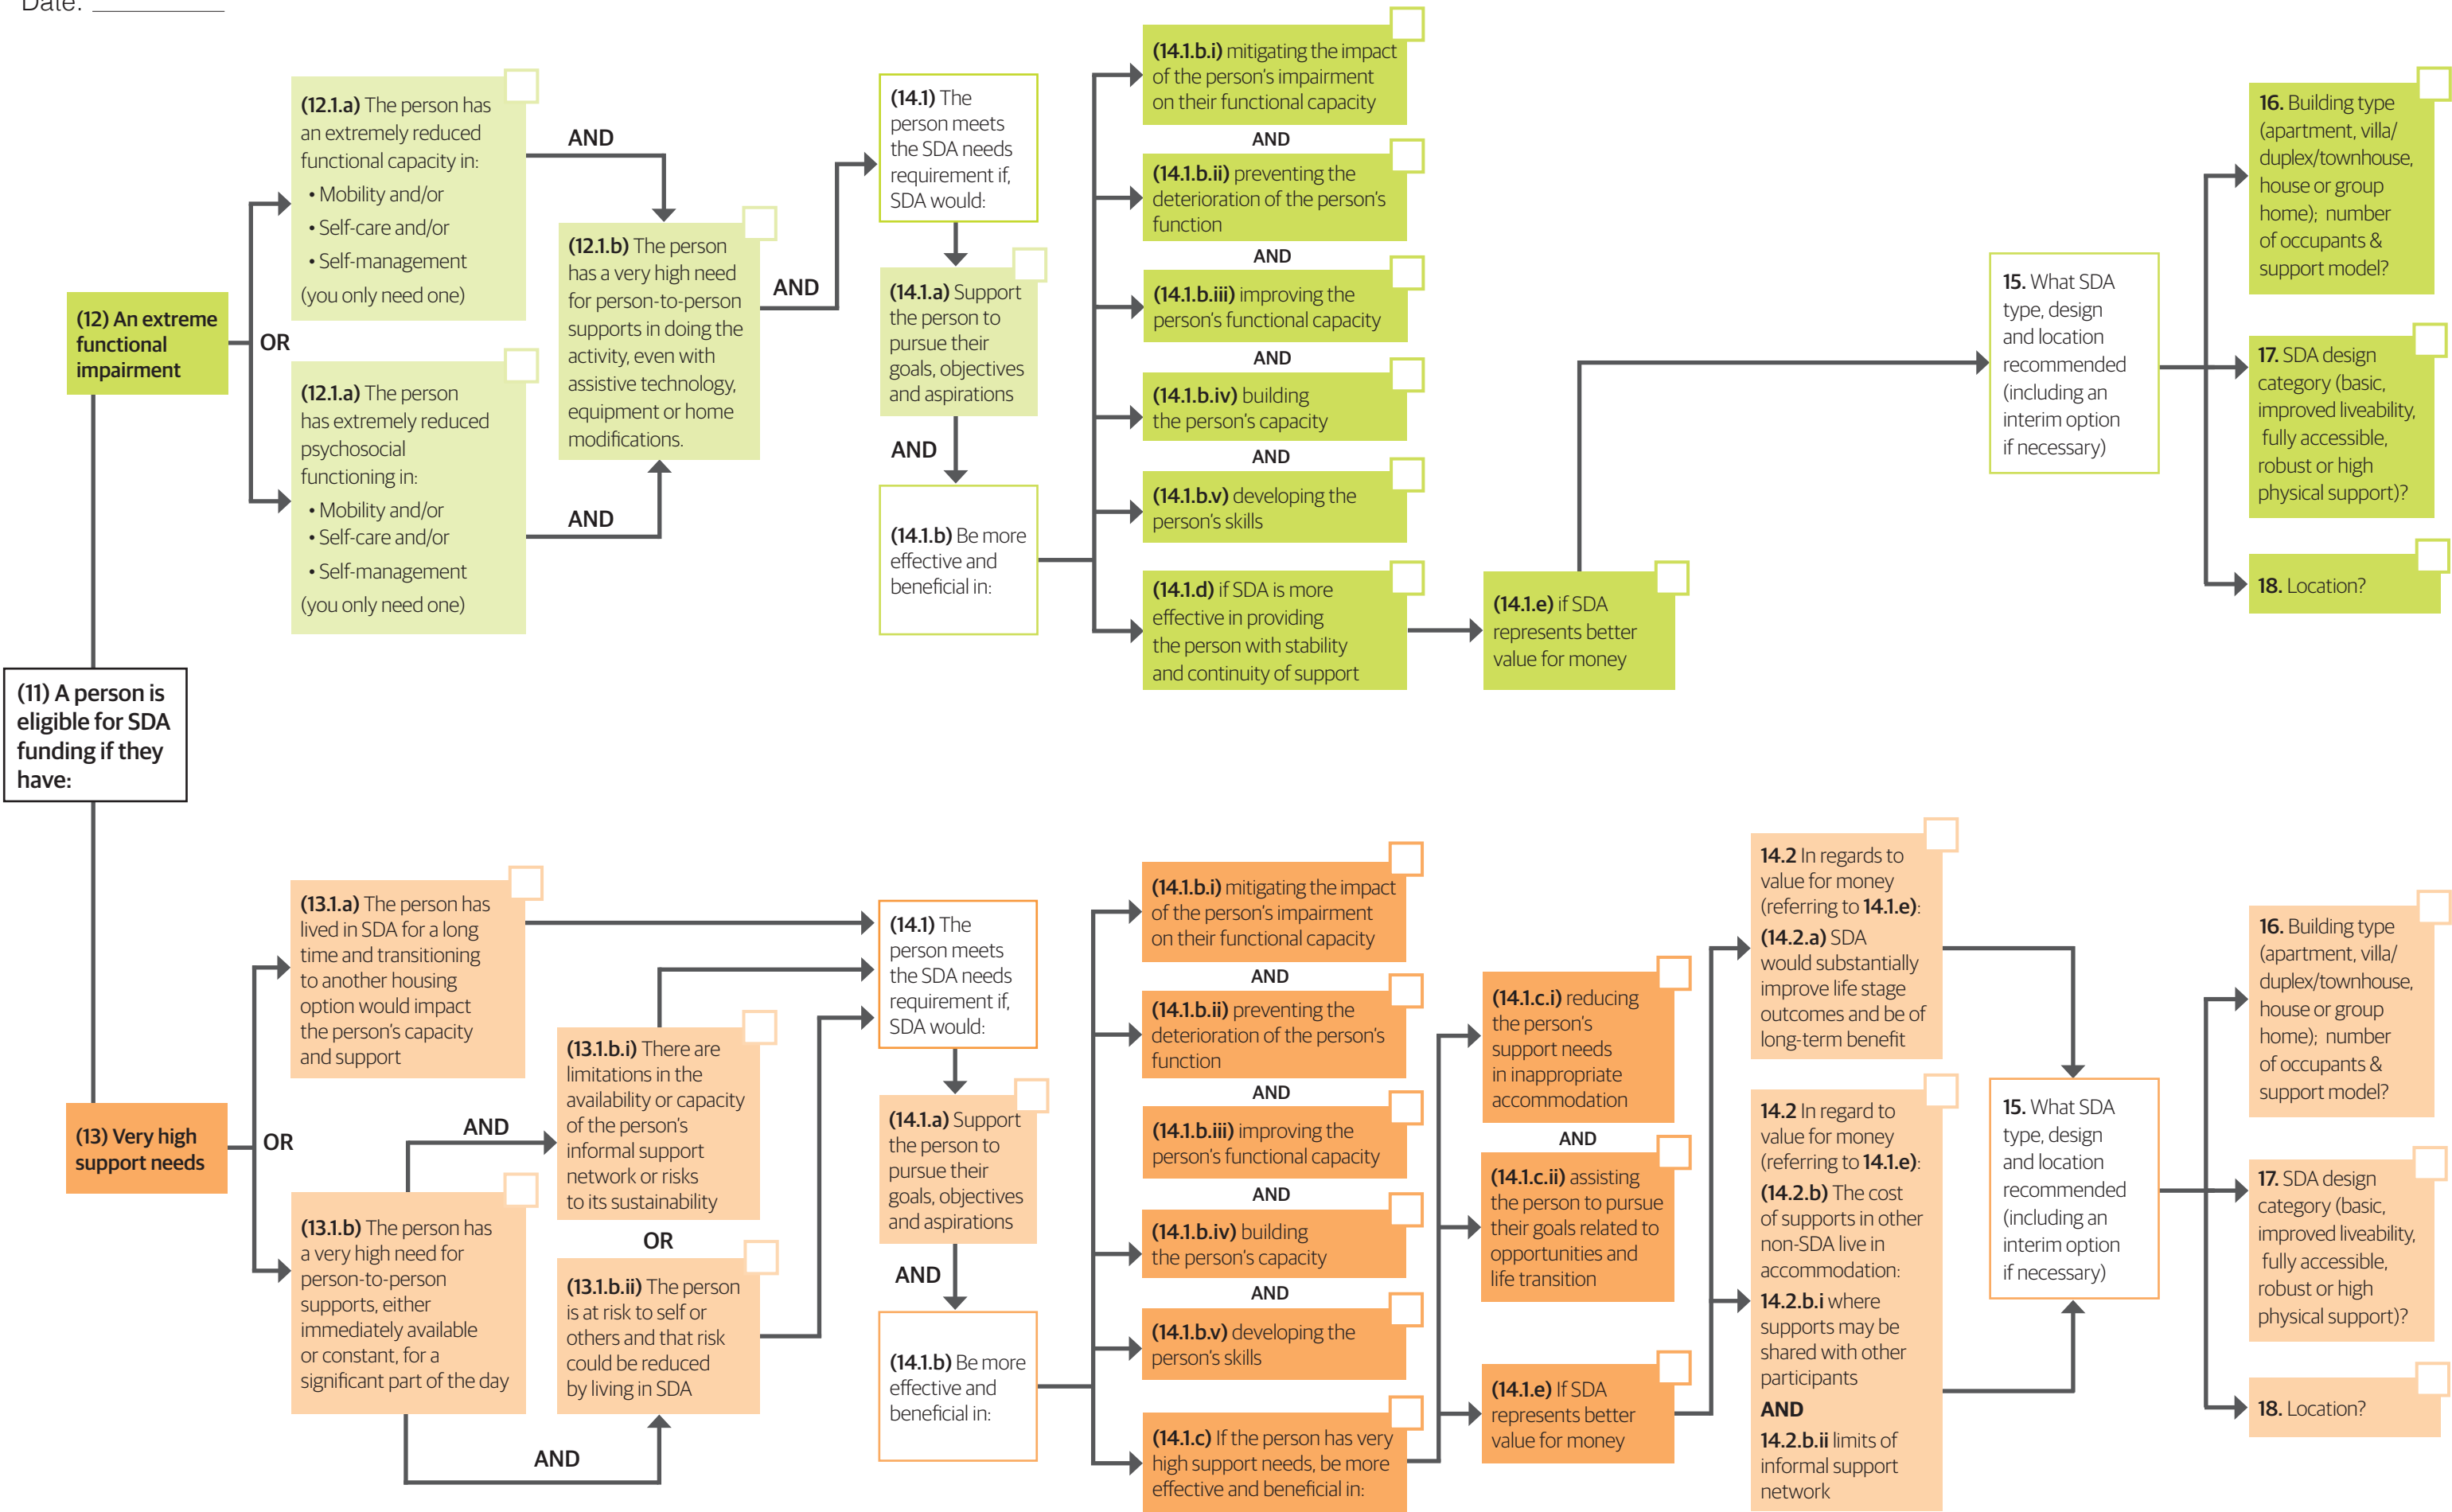 Date: ________
(11) A person is
eligible for SDA
funding if they
have:
(12) An extreme
functional
impairment
OR
(12.1.a) The person has
an extremely reduced
functional capacity in:
• Mobility and/or
• Self-care and/or
• Self-management
(you only need one)
(12.1.a) The person
has extremely reduced
psychosocial
functioning in:
• Mobility and/or
• Self-care and/or
• Self-management
(you only need one)
AND
AND
(12.1.b) The person
has a very high need
for person-to-person
supports in doing the
activity, even with
assistive technology,
equipment or home
modifications.
AND
(14.1) The
person meets
the SDA needs
requirement if,
SDA would:
(14.1.a) Support
the person to
pursue their
goals, objectives
and aspirations
AND
(14.1.b) Be more
effective and
beneficial in:
(14.1.b.i) mitigating the impact
of the person's impairment
on their functional capacity
AND
(14.1.b.ii) preventing the
deterioration of the person's
function
AND
(14.1.b.iii) improving the
person's functional capacity
AND
(14.1.b.iv) building
the person's capacity
AND
(14.1.b.v) developing the
person's skills
(14.1.d) if SDA is more
effective in providing
the person with stability
and continuity of support
(14.1.e) if SDA
represents better
value for money
15. What SDA
type, design
and location
recommended
(including an
interim option
if necessary)
16. Building type
(apartment, villa/
duplex/townhouse,
house or group
home); number
of occupants &
support model?
17. SDA design
category (basic,
improved liveability,
fully accessible,
robust or high
physical support)?
18. Location?
(13) Very high
support needs
OR
(13.1.a) The person has
lived in SDA for a long
time and transitioning
to another housing
option would impact
the person's capacity
and support
(13.1.b) The person has
a very high need for
person-to-person
supports, either
immediately available
or constant, for a
significant part of the day
AND
AND
(13.1.b.i) There are
limitations in the
availability or capacity
of the person's
informal support
network or risks
to its sustainability
OR
(13.1.b.ii) The person
is at risk to self or
others and that risk
could be reduced
by living in SDA
(14.1) The
person meets
the SDA needs
requirement if,
SDA would:
(14.1.a) Support
the person to
pursue their
goals, objectives
and aspirations
AND
(14.1.b) Be more
effective and
beneficial in:
(14.1.b.i) mitigating the impact
of the person's impairment
on their functional capacity
AND
(14.1.b.ii) preventing the
deterioration of the person's
function
AND
(14.1.b.iii) improving the
person's functional capacity
AND
(14.1.b.iv) building
the person's capacity
AND
(14.1.b.v) developing the
person's skills
(14.1.c) If the person has very
high support needs, be more
effective and beneficial in:
(14.1.c.i) reducing
the person's
support needs
in inappropriate
accommodation
AND
(14.1.c.ii) assisting
the person to pursue
their goals related to
opportunities and
life transition
(14.1.e) If SDA
represents better
value for money
14.2 In regards to
value for money
(referring to 14.1.e):
(14.2.a) SDA
would substantially
improve life stage
outcomes and be of
long-term benefit
14.2 In regard to
value for money
(referring to 14.1.e):
(14.2.b) The cost
of supports in other
non-SDA live in
accommodation:
14.2.b.i where
supports may be
shared with other
participants
AND
14.2.b.ii limits of
informal support
network
15. What SDA
type, design
and location
recommended
(including an
interim option
if necessary)
16. Building type
(apartment, villa/
duplex/townhouse,
house or group
home); number
of occupants &
support model?
17. SDA design
category (basic,
improved liveability,
fully accessible,
robust or high
physical support)?
18. Location?